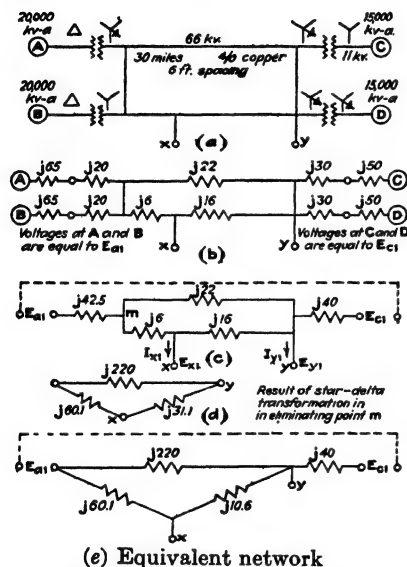 20,000 kv-a
15,000 kv-a.
A Δ
66 kv.
C
30 miles 4/0 copper
11 kv.
6 ft. spacing
20,000 kv-a
15,000 kv-a
B Δ
D
x y
(a)
A j65 j20 j22 j30 j50 C
B j65 j20 j6 j16 j30 j50 D
Voltages at A and B are equal to Ea1
x y
Voltages at C and D are equal to Ec1
(b)
j22
Ea1 j42.5 m j40 Ec1
j6 j16
Ix1 Iy1
x Ex1 (c) y Ey1
j220
y
j60.1 x j31.1
(d)
Result of star-delta
transformation in
in eliminating point m
Ea1 j220 j40 Ec1
y
j60.1 j10.6
x
(e) Equivalent network